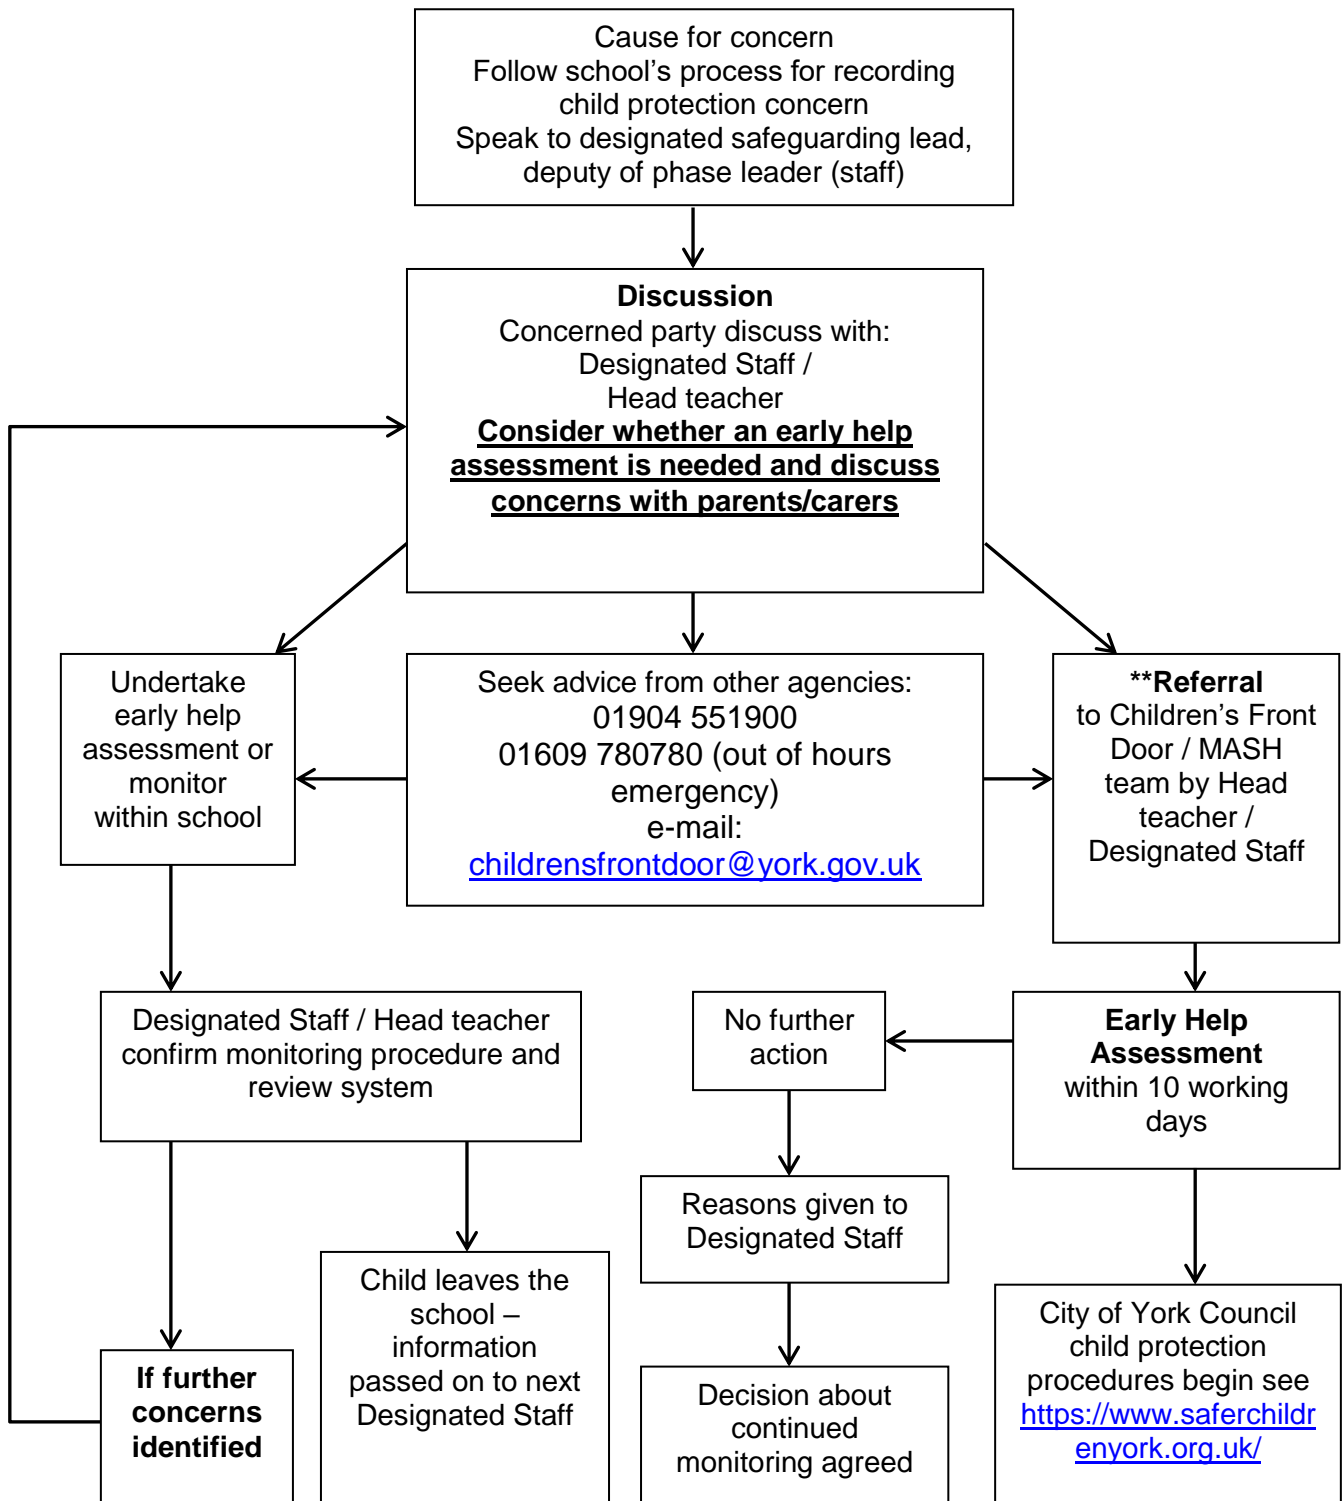 Cause for concern
Follow school’s process for recording
child protection concern
Speak to designated safeguarding lead,
deputy of phase leader (staff)
Discussion
Concerned party discuss with:
Designated Staff /
Head teacher
Consider whether an early help
assessment is needed and discuss
concerns with parents/carers
Undertake
early help
assessment or
monitor
within school
Seek advice from other agencies:
01904 551900
01609 780780 (out of hours
emergency)
e-mail:
childrensfrontdoor@york.gov.uk
**Referral
to Children’s Front
Door / MASH
team by Head
teacher /
Designated Staff
Designated Staff / Head teacher
confirm monitoring procedure and
review system
No further
action
Early Help
Assessment
within 10 working
days
Reasons given to
Designated Staff
If further
concerns
identified
Child leaves the
school –
information
passed on to next
Designated Staff
Decision about
continued
monitoring agreed
City of York Council
child protection
procedures begin see
https://www.saferchildr
enyork.org.uk/